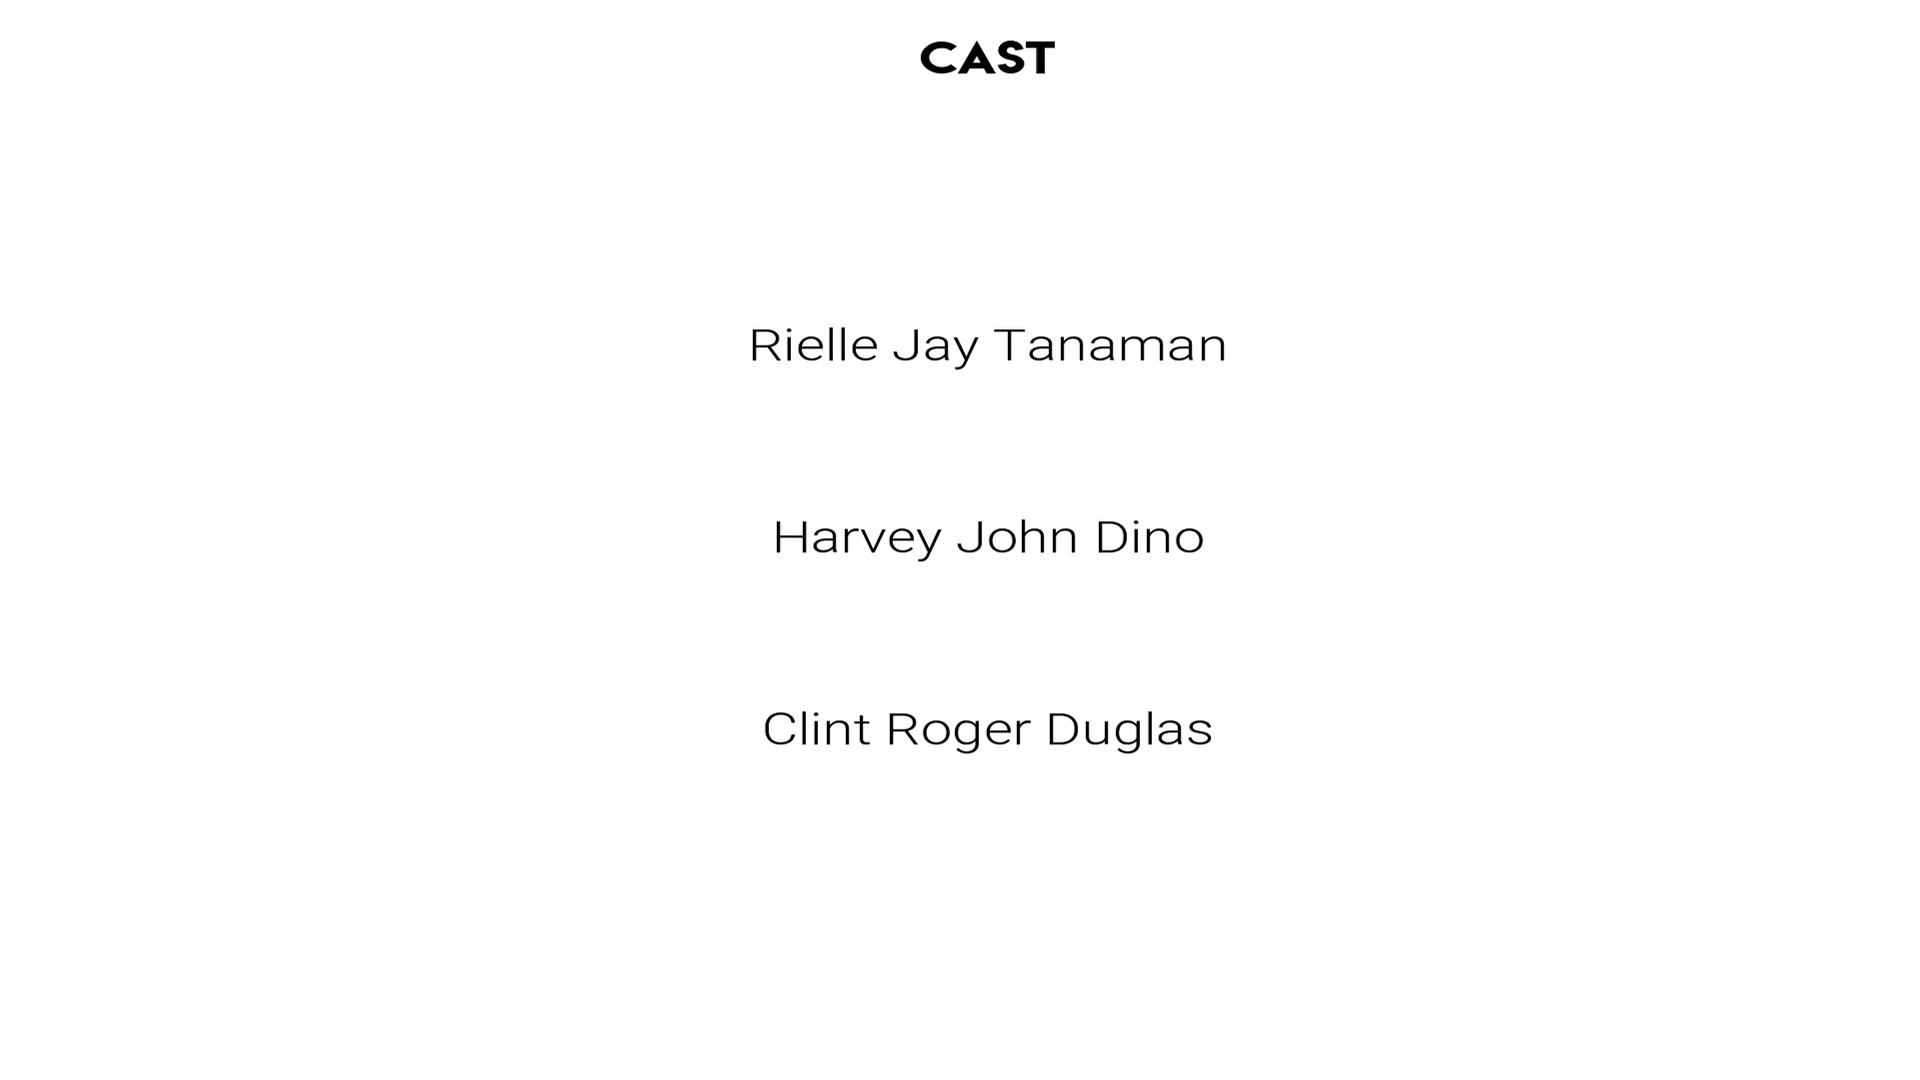 CAST
Rielle Jay Tanaman
Harvey John Dino
Clint Roger Duglas